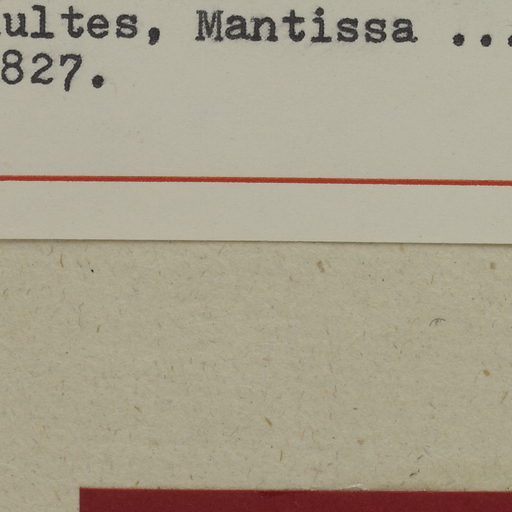 ultes, Mantissa ...
827.